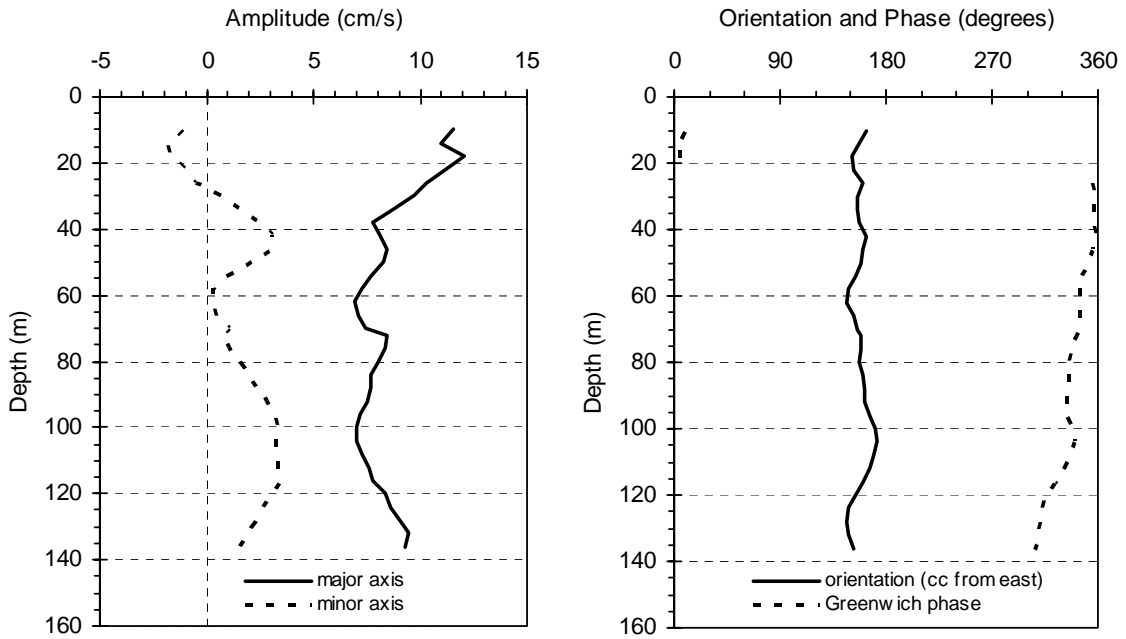 Amplitude (cm/s)
-5 0 5 10 15
0
20
40
60
80
100
120
140
160
Depth (m)
major axis
minor axis
Orientation and Phase (degrees)
0 90 180 270 360
0
20
40
60
80
100
120
140
160
Depth (m)
orientation (cc from east)
Greenwich phase